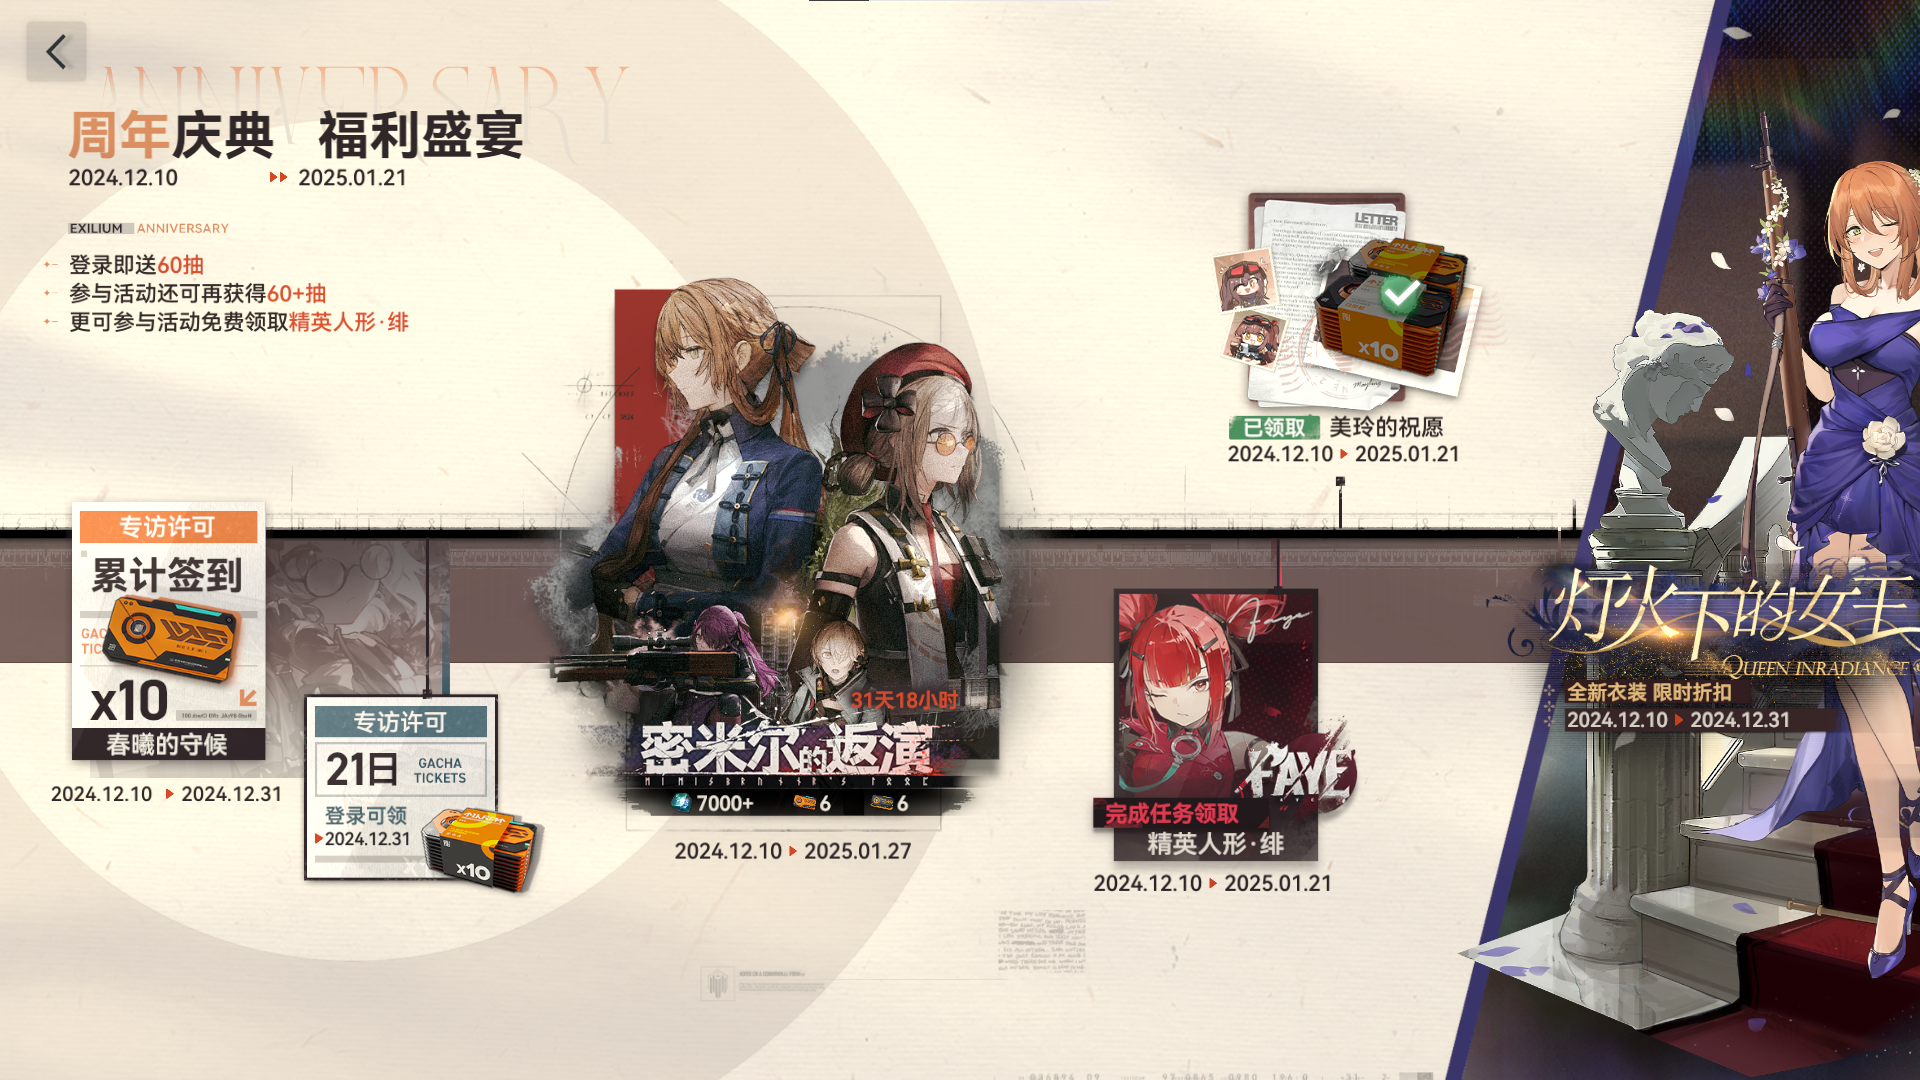 ANNIVERSARY
周年庆典 福利盛宴
2024.12.10 2025.01.21
EXILIUM ANNIVERSARY
登录即送60抽
参与活动还可再获得60+抽
更可参与活动免费领取精英人形·绯
专访许可
累计签到
x10
春曦的守候
2024.12.10 2024.12.31
专访许可
21日
GACHA
TICKETS
登录可领
2024.12.31
x10
31天18小时
密米尔的返演
7000+ 6 6
2024.12.10 2025.01.27
LETTER
x10
已领取 美玲的祝愿
2024.12.10 2025.01.21
Faye
FAYE
完成任务领取
精英人形·绯
2024.12.10 2025.01.21
灯火下的女王
QUEEN INRADIANCE
全新衣装 限时折扣
2024.12.10 2024.12.31